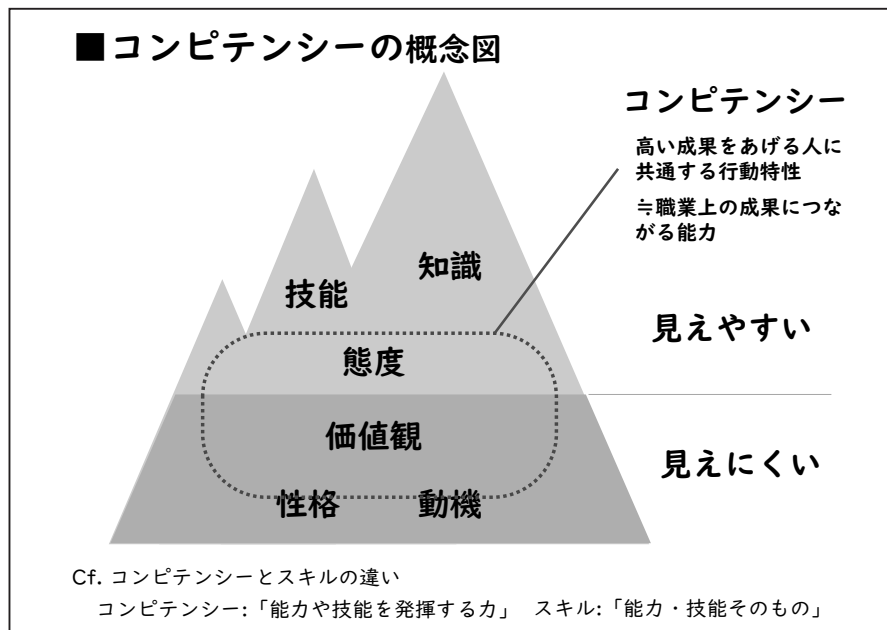 ■コンピテンシーの概念図
コンピテンシー
高い成果をあげる人に
共通する行動特性
≒職業上の成果につな
がる能力
知識
技能
見えやすい
態度
価値観
見えにくい
性格 動機
Cf. コンピテンシーとスキルの違い
コンピテンシー:「能力や技能を発揮する力」 スキル:「能力・技能そのもの」